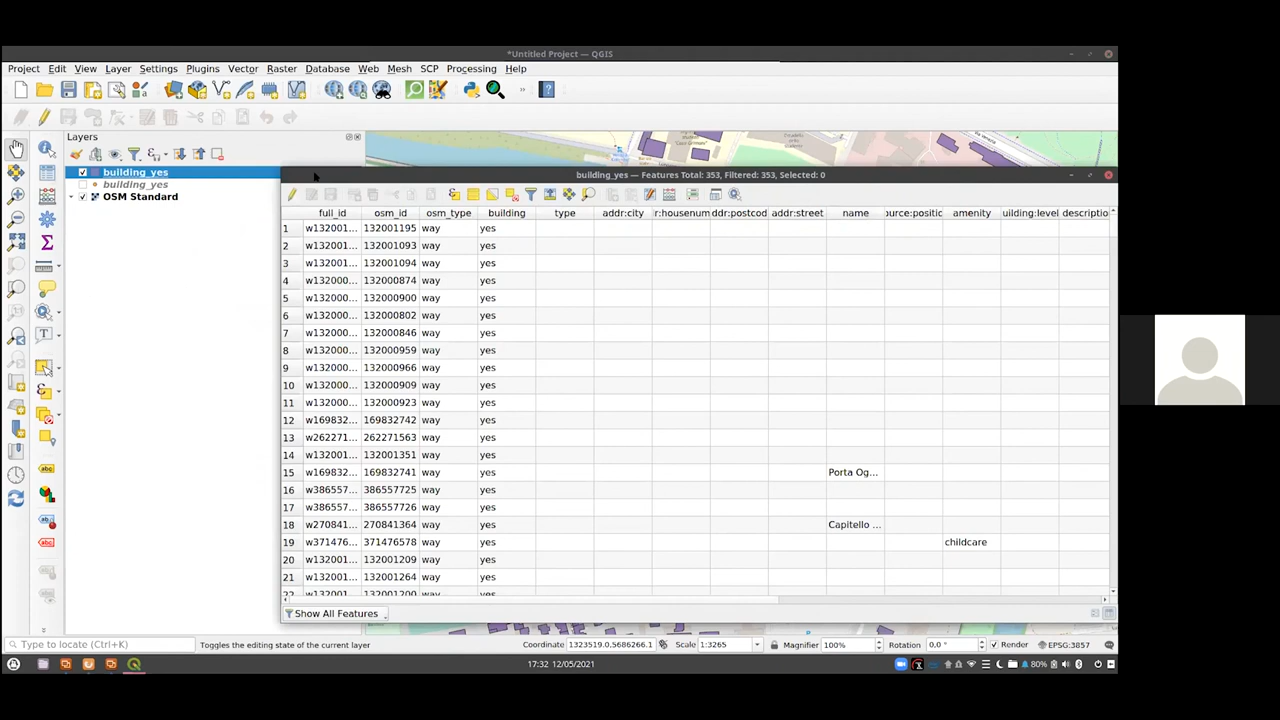 *Untitled Project — QGIS
Project Edit View Layer Settings Plugins Vector Raster Database Web Mesh SCP Processing Help
Layers
building_yes
building_yes
OSM Standard
building_yes — Features Total: 353, Filtered: 353, Selected: 0
full_id osm_id osm_type building type addr:city r:housenum ddr:postcod addr:street name ource:positic amenity uilding:level descriptio
1 w132001... 132001195 way yes
2 w132001... 132001093 way yes
3 w132001... 132001094 way yes
4 w132000... 132000874 way yes
5 w132000... 132000900 way yes
6 w132000... 132000802 way yes
7 w132000... 132000846 way yes
8 w132000... 132000959 way yes
9 w132000... 132000966 way yes
10 w132000... 132000909 way yes
11 w132000... 132000923 way yes
12 w169832... 169832742 way yes
13 w262271... 262271563 way yes
14 w132001... 132001351 way yes
15 w169832... 169832741 way yes Porta Og...
16 w386557... 386557725 way yes
17 w386557... 386557726 way yes
18 w270841... 270841364 way yes Capitello ...
19 w371476... 371476578 way yes childcare
20 w132001... 132001209 way yes
21 w132001... 132001264 way yes
22 w132001... 132001200 way yes
Show All Features
Type to locate (Ctrl+K) Toggles the editing state of the current layer Coordinate 1323519.0,5686266.1 Scale 1:3265 Magnifier 100% Rotation 0.0 ° Render EPSG:3857
17:32 12/05/2021 80%